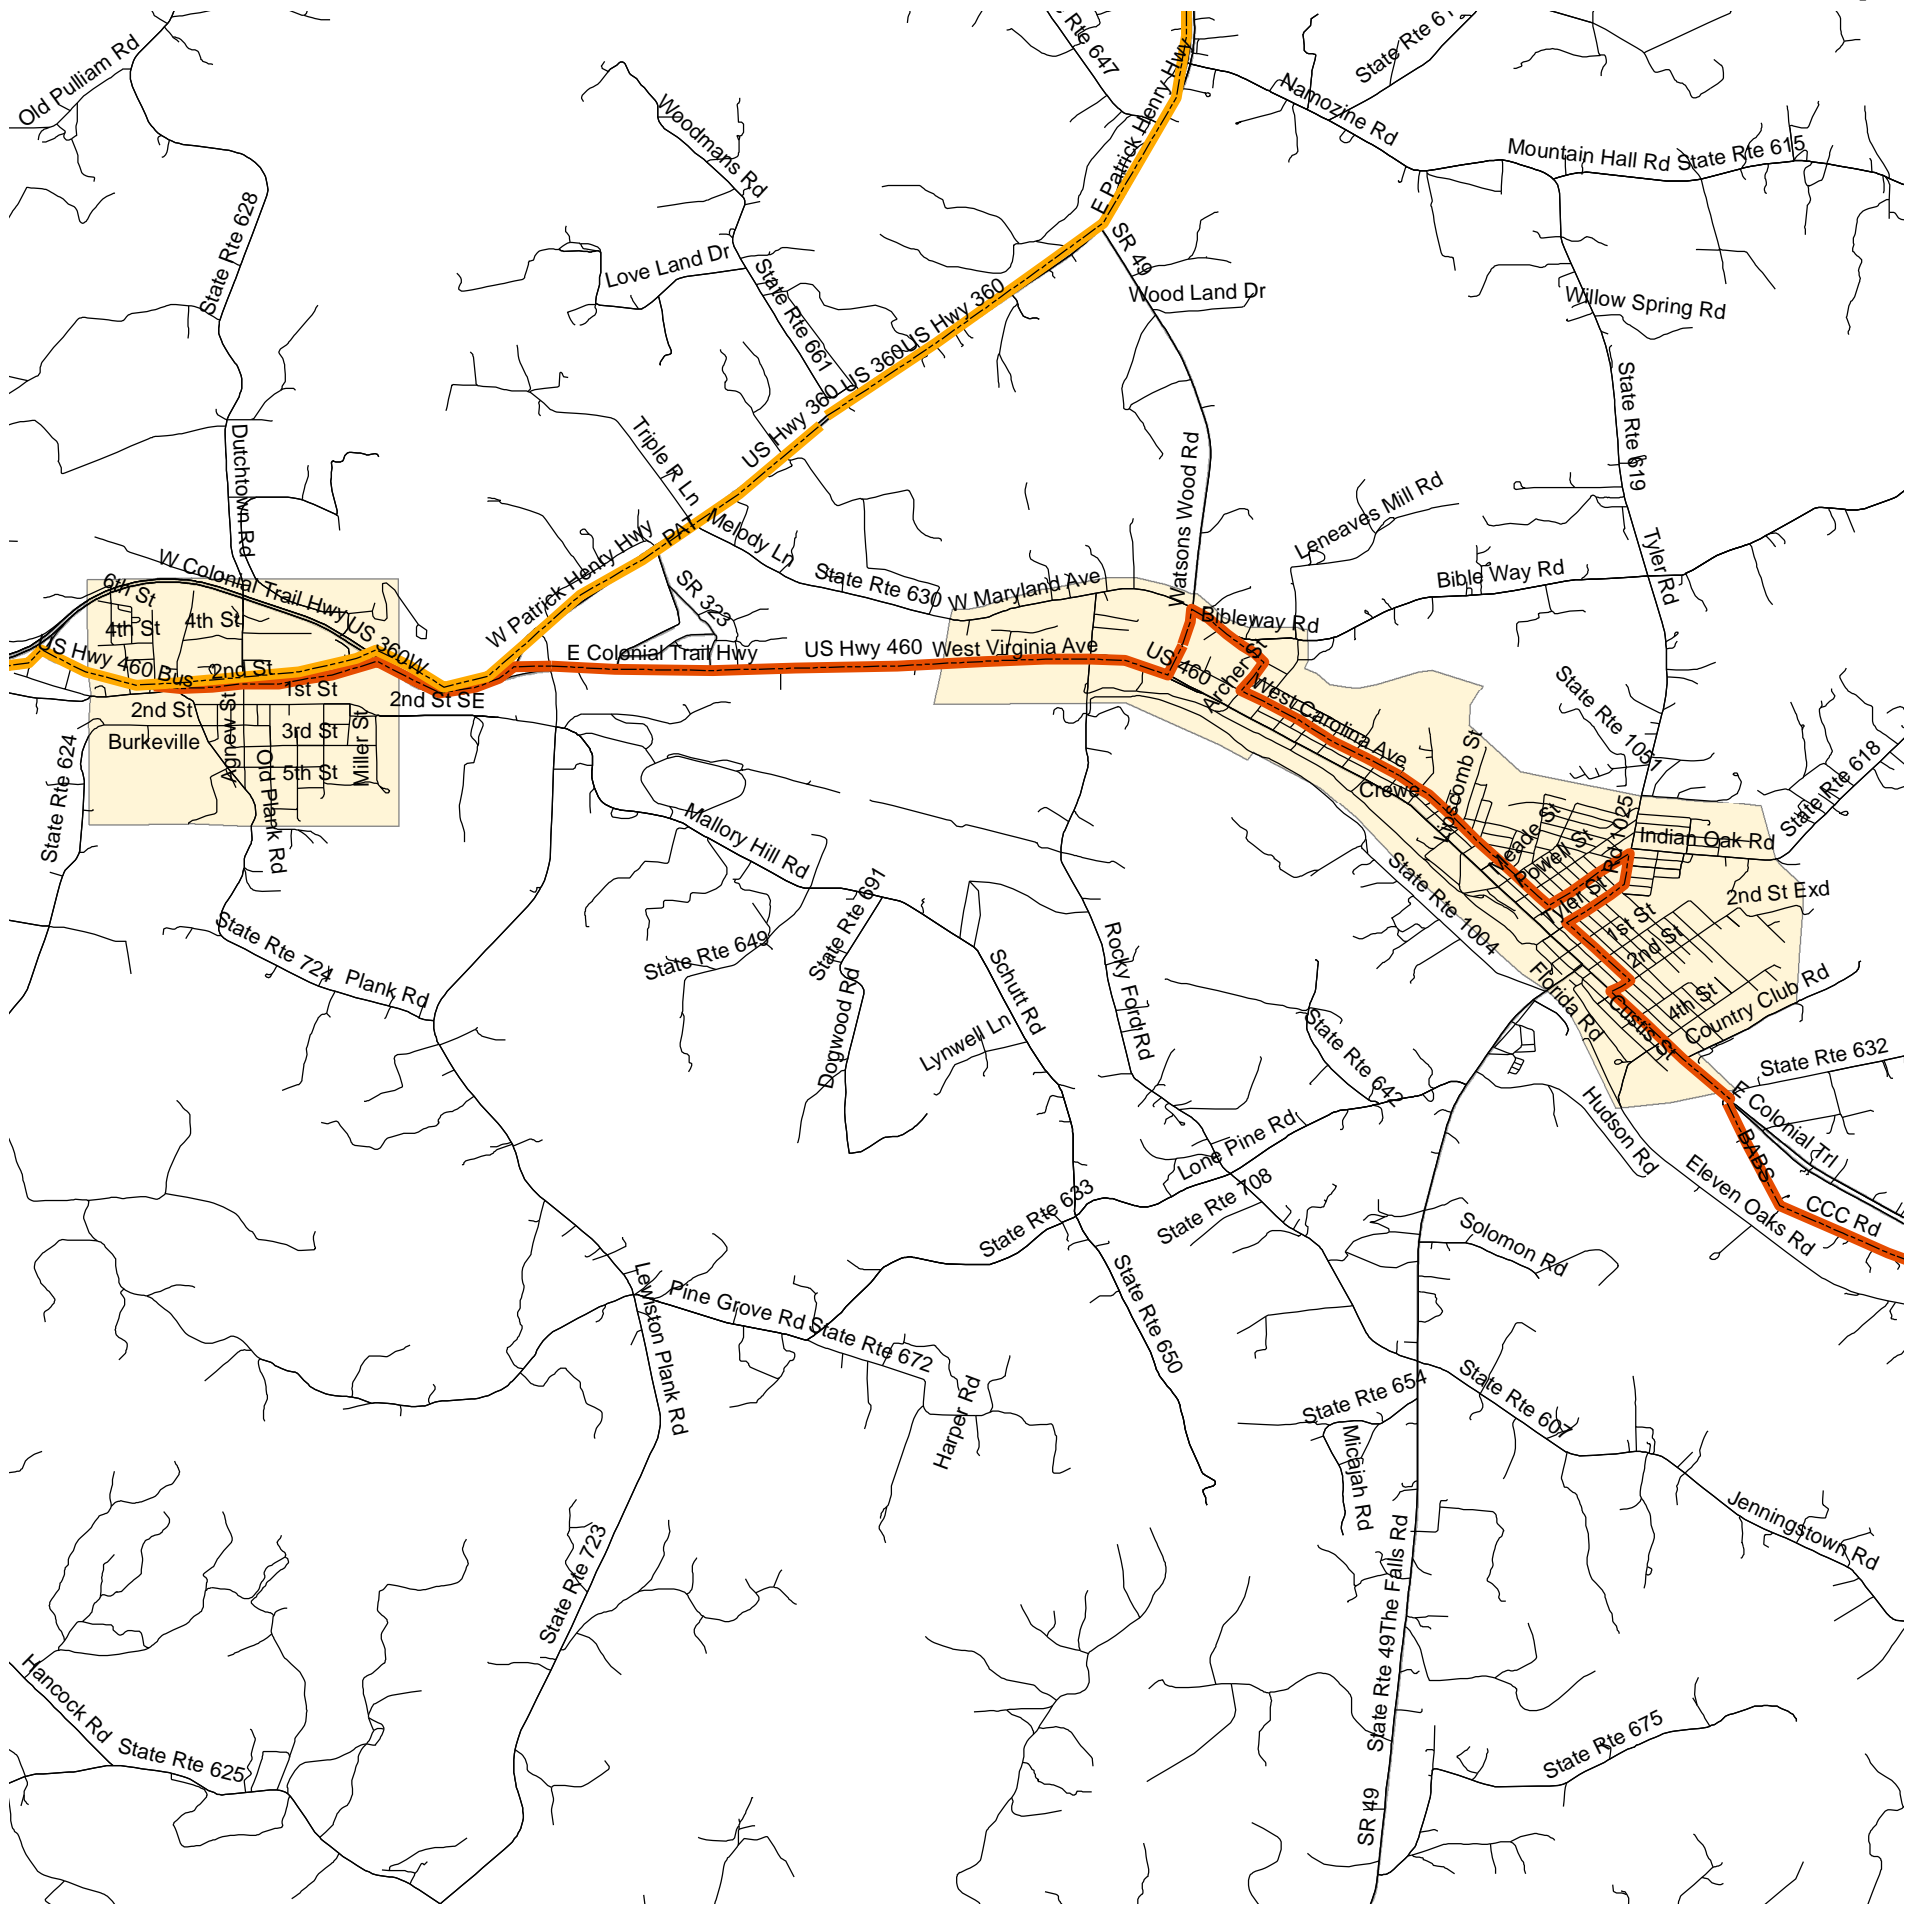 Old Pulliam Rd
Rte 647
E Patrick Henry Hwy
Namozine Rd
Mountain Hall Rd
State Rte 615
Woodmans Rd
State Rte 628
Love Land Dr
State Rte 661
SR 49
Wood Land Dr
Willow Spring Rd
US Hwy 360
US 360
US Hwy 360
State Rte 619
Dutchtown Rd
Triple R Ln
Watsons Wood Rd
Leneaves Mill Rd
PAT
Melody Ln
W Patrick Henry Hwy
Tyler Rd
Bible Way Rd
W Colonial Trail Hwy
6th St
4th St
4th St
SR 323
State Rte 630
W Maryland Ave
Bibleway Rd
US Hwy 460 Bus
US 360W
2nd St
1st St
2nd St SE
E Colonial Trail Hwy
US Hwy 460
West Virginia Ave
US 460
Archer St
West Carolina Ave
State Rte 1051
2nd St
Burkeville
Agnew St
3rd St
5th St
Miller St
Old Plank Rd
State Rte 624
Crowe
Lipscomb St
State Rte 618
Mallory Hill Rd
Meade St
Powell St
Rd 1025
Indian Oak Rd
Tyler St
2nd St Exd
1st St
2nd St
State Rte 1004
State Rte 691
State Rte 649
State Rte 724
Plank Rd
Rocky Ford Rd
Schutt Rd
Florida Rd
4th St
Custis St
Country Club Rd
Dogwood Rd
Lynwell Ln
State Rte 642
State Rte 632
Hudson Rd
E Colonial Trl
BABS
Lone Pine Rd
State Rte 708
State Rte 633
Eleven Oaks Rd
CCC Rd
Solomon Rd
State Rte 650
Lewiston Plank Rd
Pine Grove Rd
State Rte 672
Harper Rd
State Rte 654
State Rte 607
Micajah Rd
Jenningstown Rd
State Rte 723
The Falls Rd
State Rte 49
SR 49
State Rte 675
Hancock Rd
State Rte 625